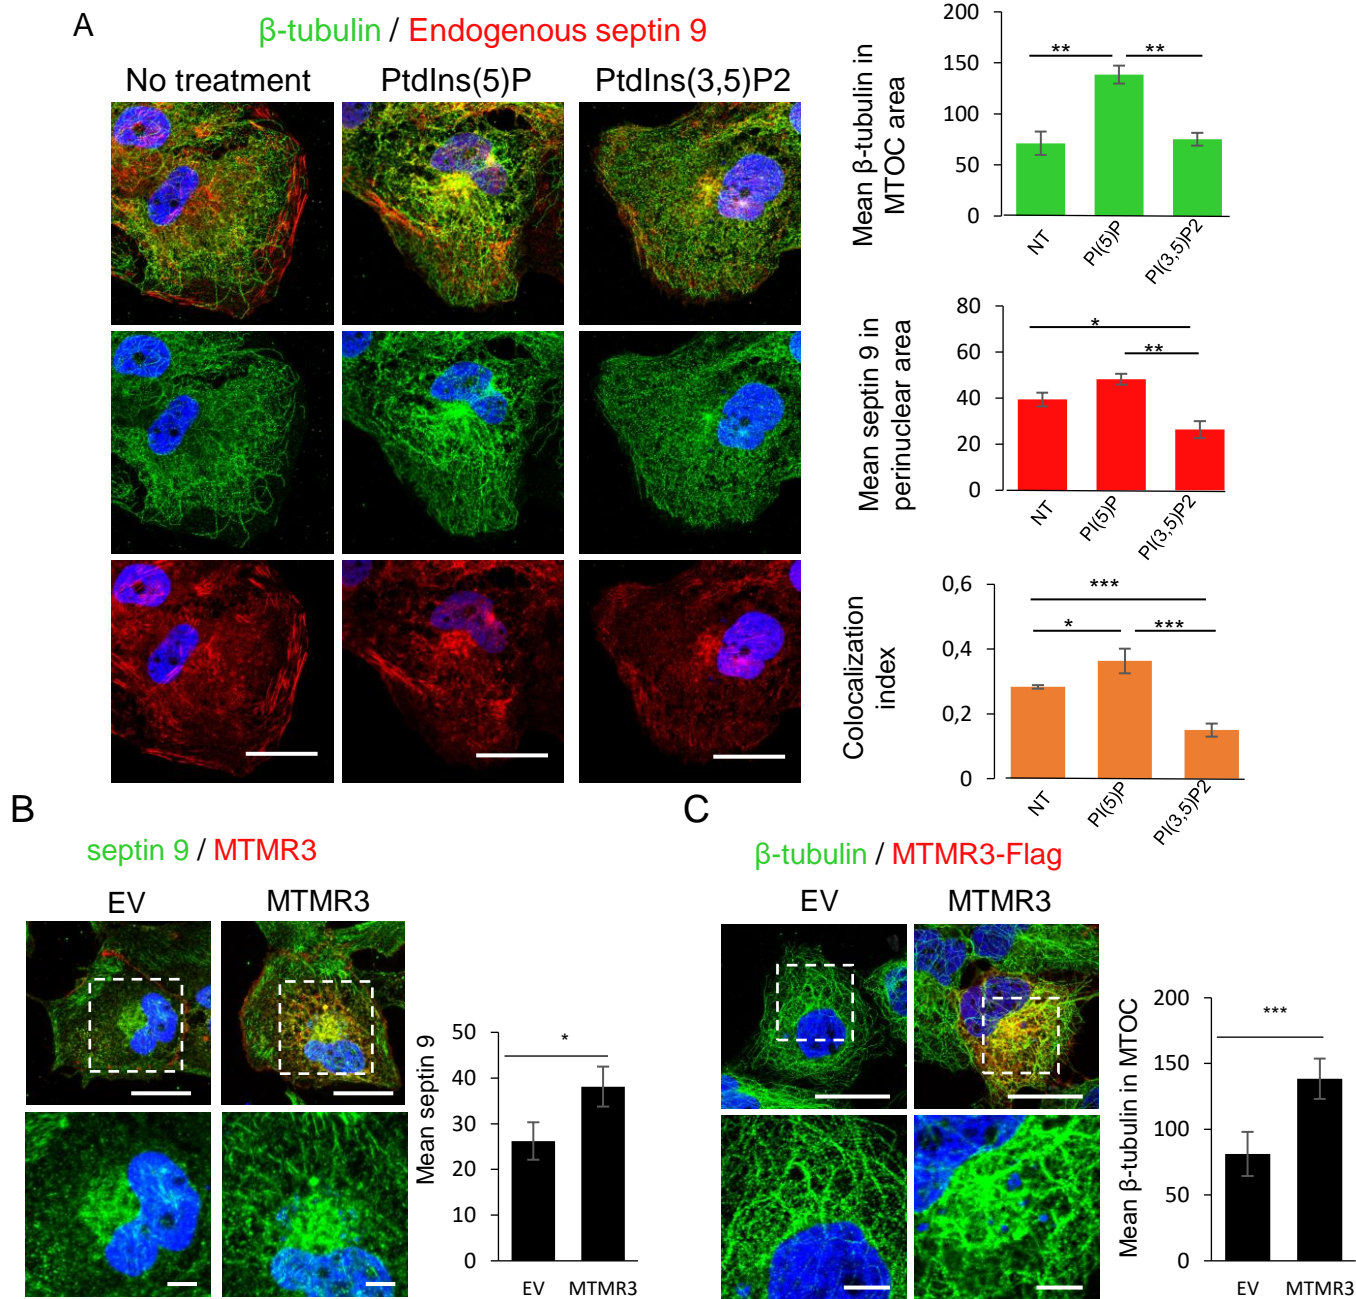 A
β-tubulin / Endogenous septin 9
No treatment
PtdIns(5)P
PtdIns(3,5)P2
Mean β-tubulin in
MTOC area
200
150
100
50
0
**
**
NT
PI(5)P
PI(3,5)P2
Mean septin 9 in
perinuclear area
80
60
40
20
0
*
**
NT
PI(5)P
PI(3,5)P2
Colocalization
index
0,6
0,4
0,2
0
***
*
***
NT
PI(5)P
PI(3,5)P2
B
septin 9 / MTMR3
EV
MTMR3
Mean septin 9
50
40
30
20
10
0
*
EV
MTMR3
C
β-tubulin / MTMR3-Flag
EV
MTMR3
Mean β-tubulin in MTOC
200
150
100
50
0
***
EV
MTMR3